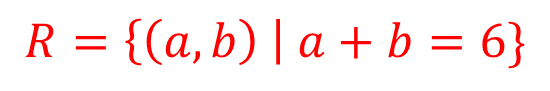 R = {(a, b) | a + b = 6}